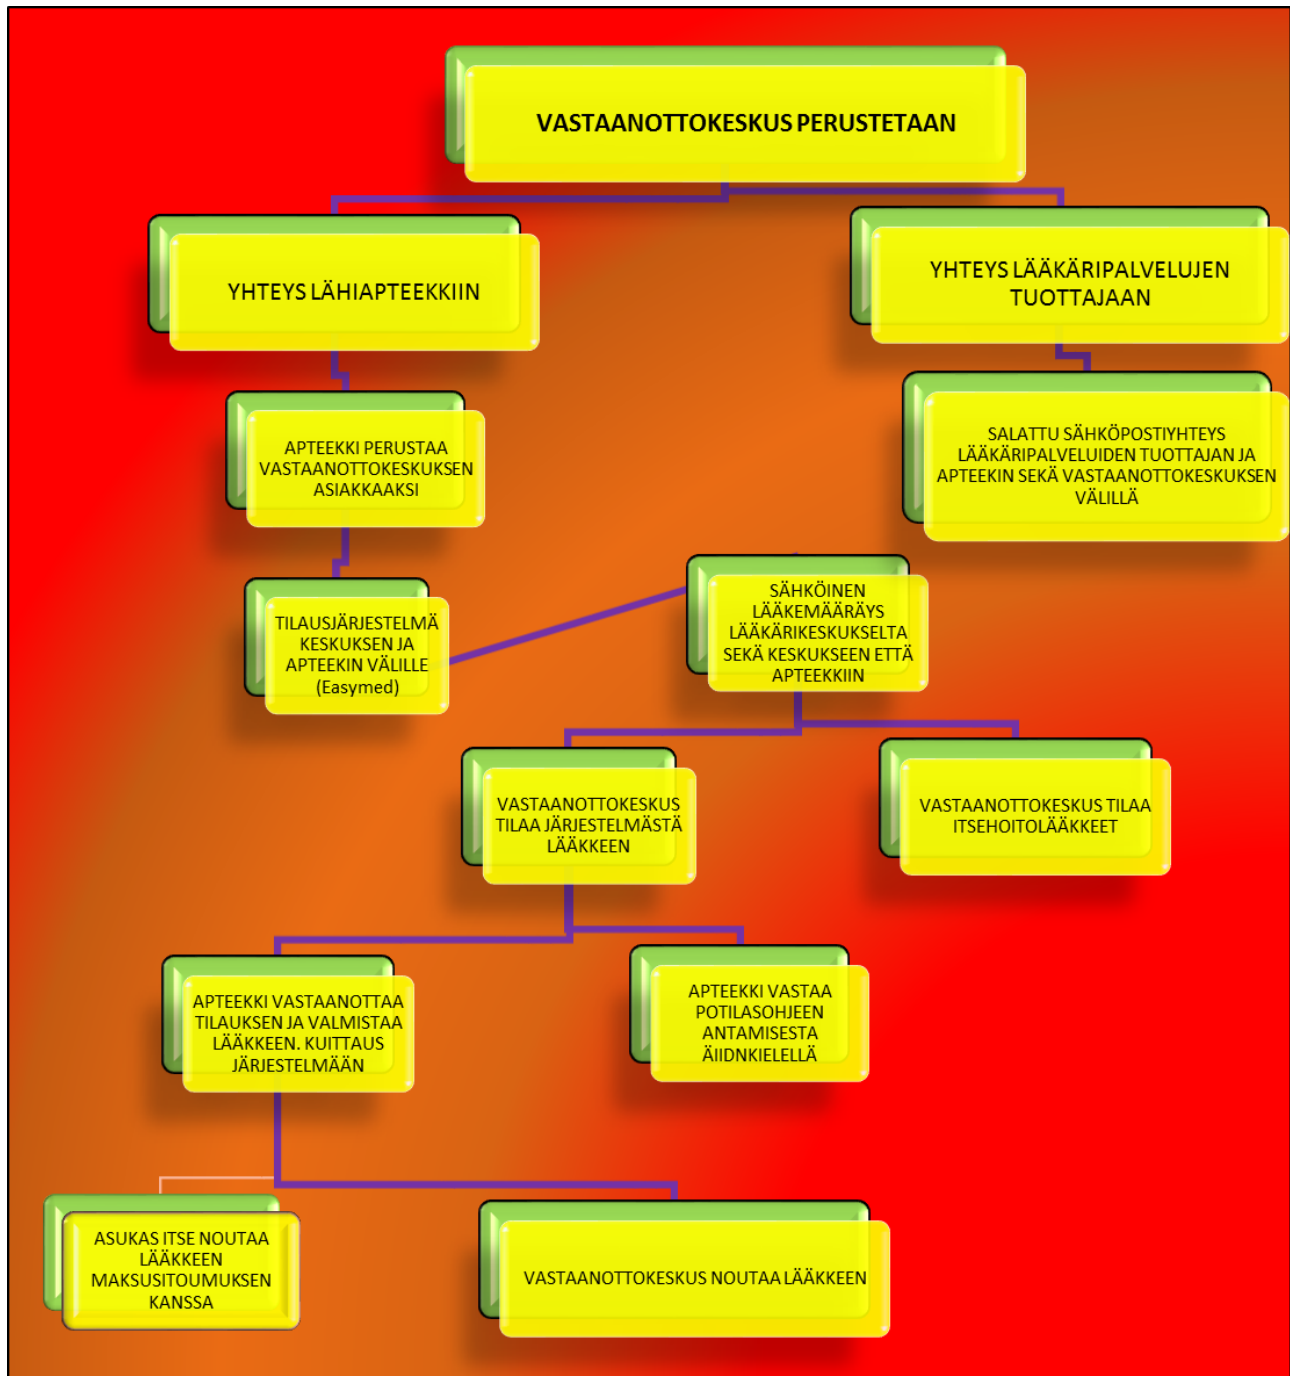 VASTAANOTTOKESKUS PERUSTETAAN
YHTEYS LÄHIAPTEEKKIIN
YHTEYS LÄÄKÄRIPALVELUJEN
TUOTTAJAAN
APTEEKKI PERUSTAA
VASTAANOTTOKESKUKSEN
ASIAKKAAKSI
SALATTU SÄHKÖPOSTIYHTEYS
LÄÄKÄRIPALVELUIDEN TUOTTAJAN JA
APTEEKIN SEKÄ VASTAANOTTOKESKUKSEN
VÄLILLÄ
TILAUSJÄRJESTELMÄ
KESKUKSEN JA
APTEEKIN VÄLILLE
(Easymed)
SÄHKÖINEN
LÄÄKEMÄÄRÄYS
LÄÄKÄRIKESKUKSELTA
SEKÄ KESKUKSEEN ETTÄ
APTEEKKIIN
VASTAANOTTOKESKUS
TILAA JÄRJESTELMÄSTÄ
LÄÄKKEEN
VASTAANOTTOKESKUS TILAA
ITSEHOITOLÄÄKKEET
APTEEKKI VASTAANOTTAA
TILAUKSEN JA VALMISTAA
LÄÄKKEEN. KUITTAUS
JÄRJESTELMÄÄN
APTEEKKI VASTAA
POTILASOHJEEN
ANTAMISESTA
ÄIIDNKIELELLÄ
ASUKAS ITSE NOUTAA
LÄÄKKEEN
MAKSUSITOUMUKSEN
KANSSA
VASTAANOTTOKESKUS NOUTAA LÄÄKKEEN